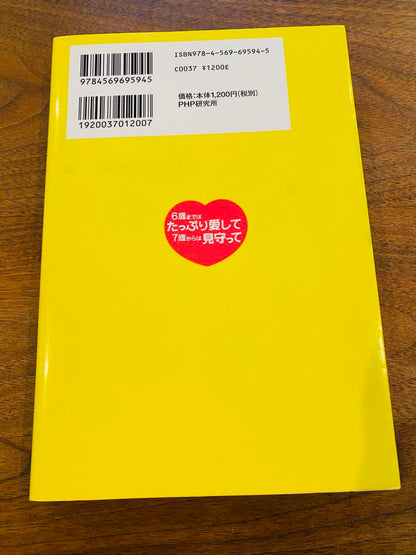 ISBN978-4-569-69594-5
C0037 ¥1200E
9784569695945
価格:本体1,200円(税別)
PHP研究所
1920037012007
6歳までは
たっぷり愛して
7歳からは見守って